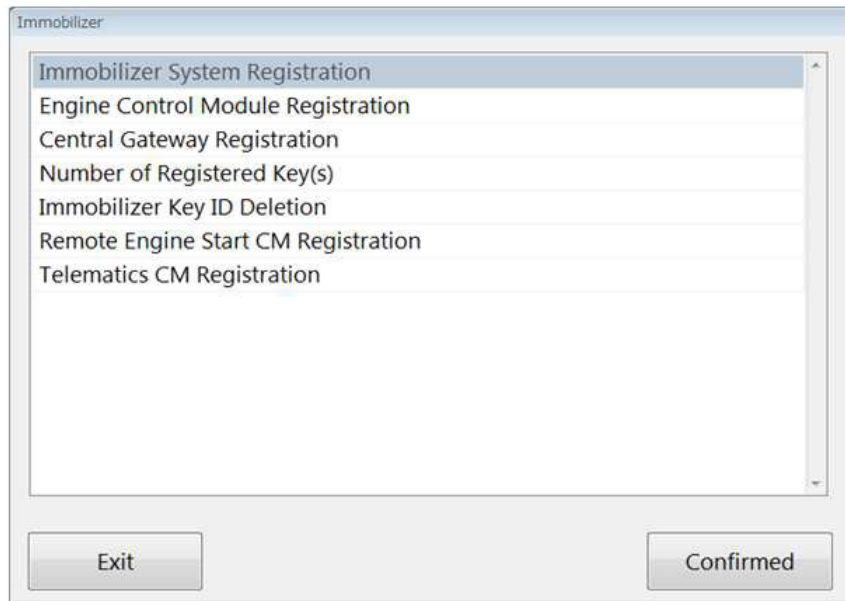 Immobilizer
Immobilizer System Registration
Engine Control Module Registration
Central Gateway Registration
Number of Registered Key(s)
Immobilizer Key ID Deletion
Remote Engine Start CM Registration
Telematics CM Registration
Exit
Confirmed